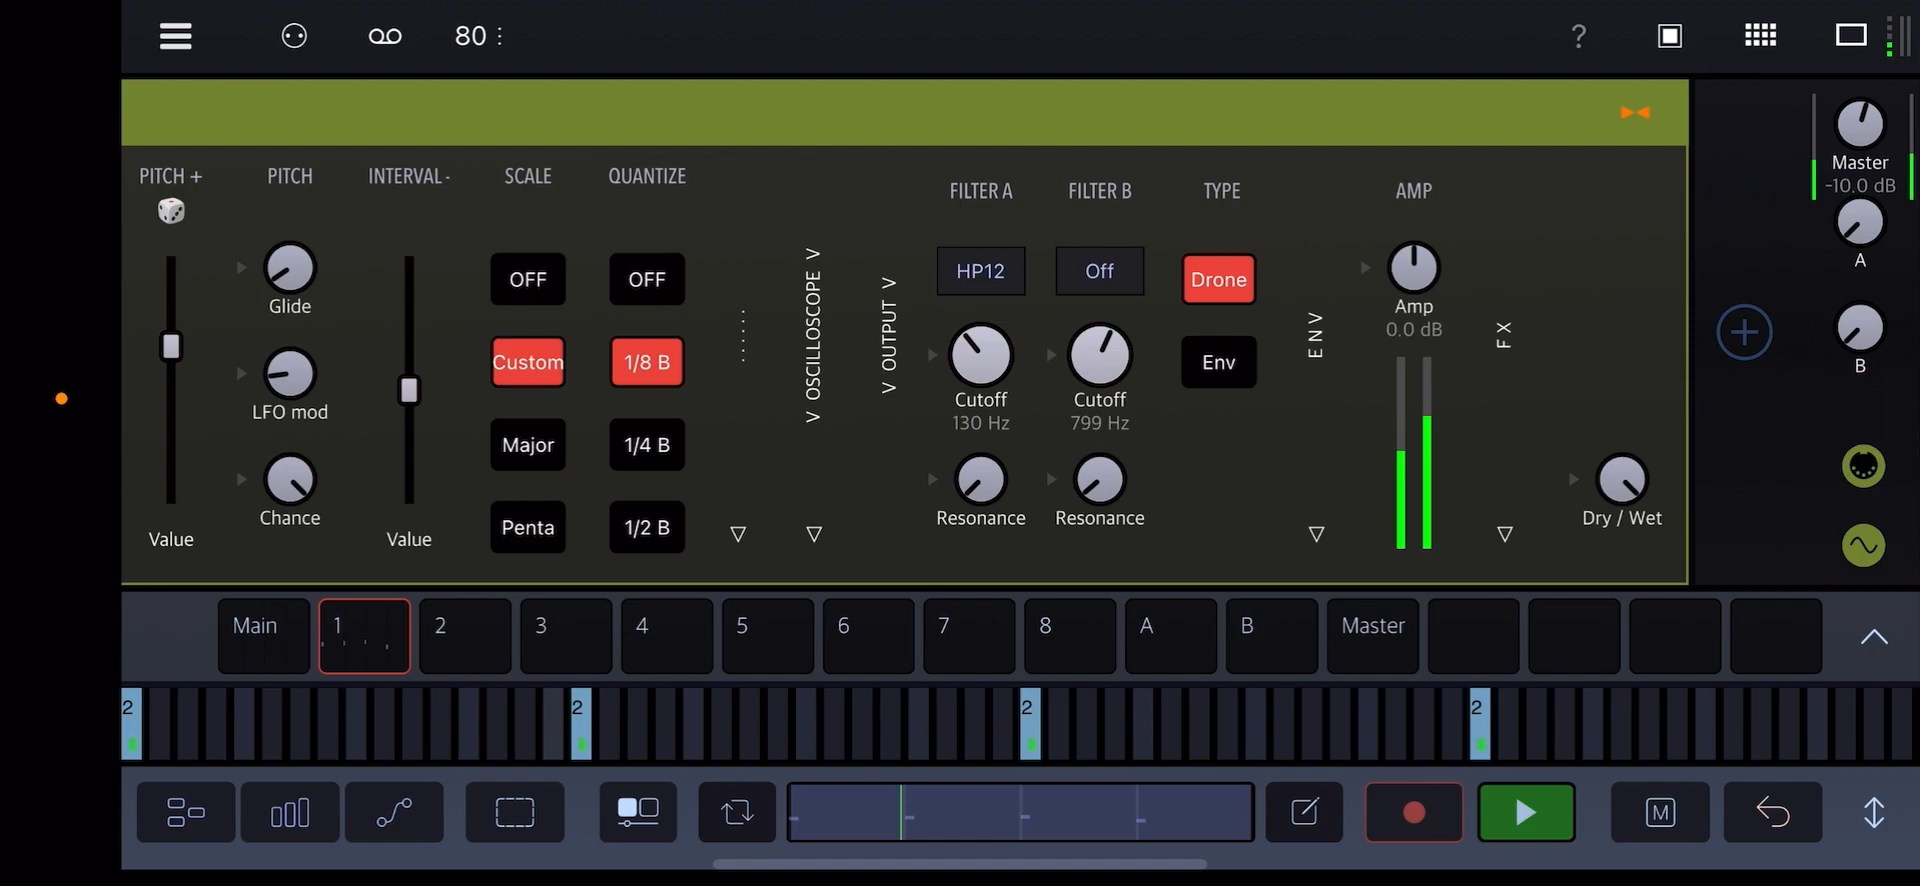 80 :
?
Master
-10.0 dB
A
B
PITCH +
PITCH
INTERVAL -
SCALE
QUANTIZE
Glide
LFO mod
Chance
Value
Value
OFF
Custom
Major
Penta
OFF
1/8 B
1/4 B
1/2 B
V OSCILLOSCOPE V
V OUTPUT V
FILTER A
FILTER B
TYPE
AMP
HP12
Off
Drone
Env
Cutoff
130 Hz
Cutoff
799 Hz
Resonance
Resonance
ENV
Amp
0.0 dB
FX
Dry / Wet
Main
1
2
3
4
5
6
7
8
A
B
Master
2
2
2
2
M